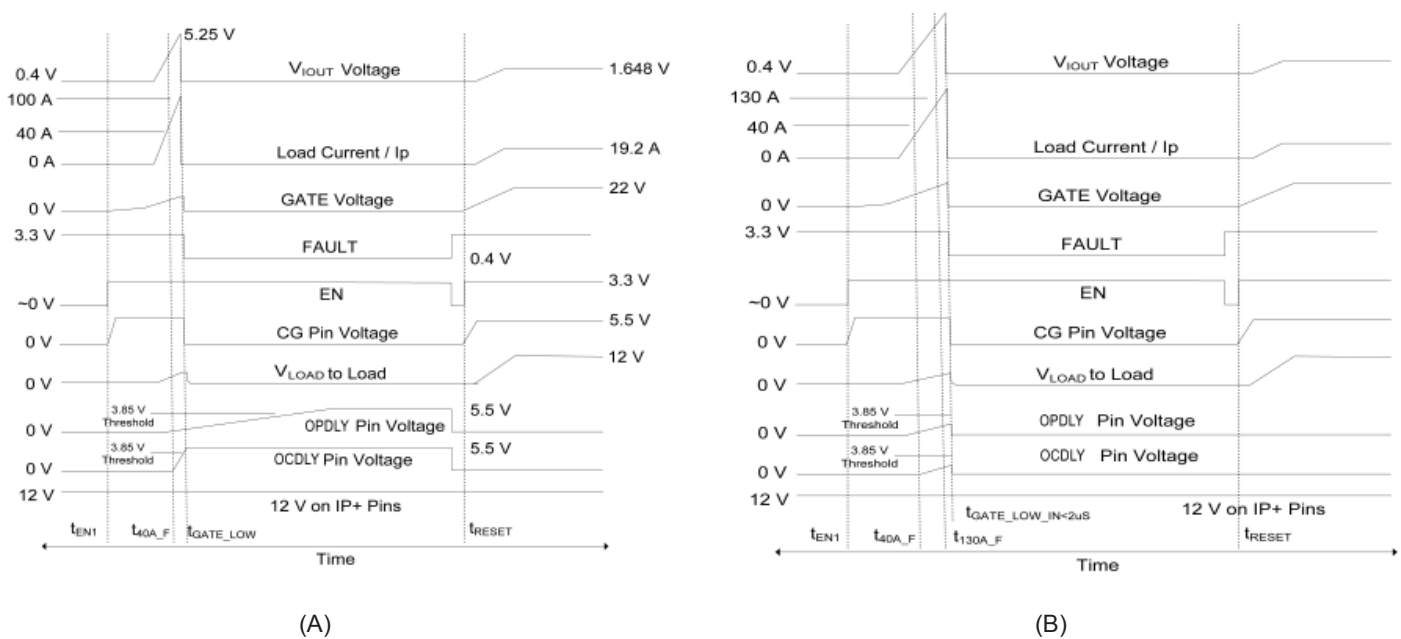 5.25 V
0.4 V
VIOUT Voltage
1.648 V
100 A
40 A
0 A
Load Current / Ip
19.2 A
22 V
0 V
GATE Voltage
3.3 V
FAULT
0.4 V
3.3 V
~0 V
EN
5.5 V
0 V
CG Pin Voltage
12 V
0 V
VLOAD to Load
3.85 V
Threshold
5.5 V
0 V
OPDLY Pin Voltage
3.85 V
Threshold
5.5 V
0 V
OCDLY Pin Voltage
12 V
12 V on IP+ Pins
tEN1
t40A_F
tGATE_LOW
tRESET
Time
(A)
0.4 V
VIOUT Voltage
130 A
40 A
0 A
Load Current / Ip
0 V
GATE Voltage
3.3 V
FAULT
~0 V
EN
0 V
CG Pin Voltage
0 V
VLOAD to Load
3.85 V
Threshold
0 V
OPDLY Pin Voltage
3.85 V
Threshold
0 V
OCDLY Pin Voltage
12 V
tGATE_LOW_IN<2uS
12 V on IP+ Pins
tEN1
t40A_F
t130A_F
tRESET
Time
(B)